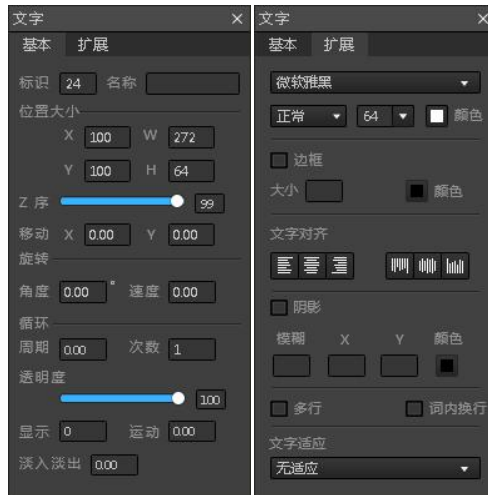 文字
基本 扩展
标识 24 名称
位置大小
X 100 W 272
Y 100 H 64
Z 序 99
移动 X 0.00 Y 0.00
旋转
角度 0.00 ° 速度 0.00
循环
周期 0.00 次数 1
透明度
100
显示 0 运动 0.00
淡入淡出 0.00
文字
基本 扩展
微软雅黑
正常 64 颜色
边框
大小 颜色
文字对齐
阴影
模糊 X Y 颜色
多行 词内换行
文字适应
无适应